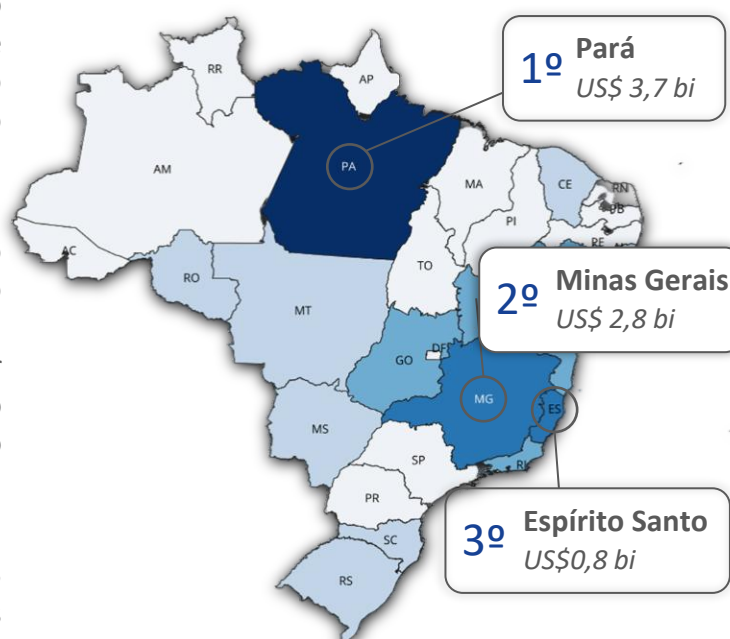 1º Pará
US$ 3,7 bi
RR
AP
AM
PA
MA
CE
RN
PB
PI
PE
AC
TO
RO
MT
2º Minas Gerais
US$ 2,8 bi
GO
DF
MG
ES
MS
SP
RJ
PR
3º Espírito Santo
US$0,8 bi
SC
RS